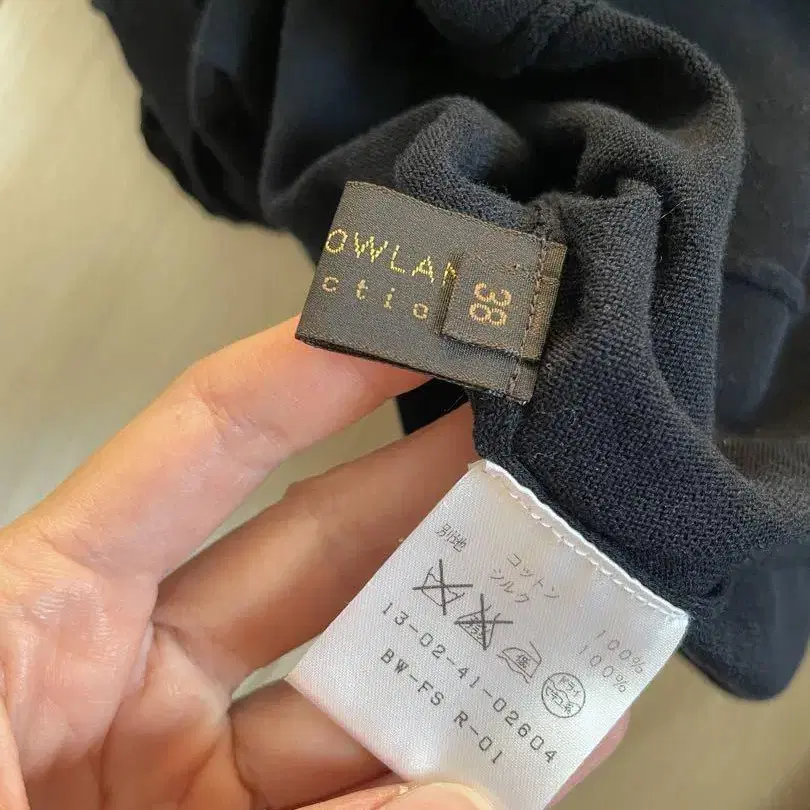 OWLAN
ctio
38
コットン 100%
別地 シルク 100%
13-02-41-02604
BW-FS R-01